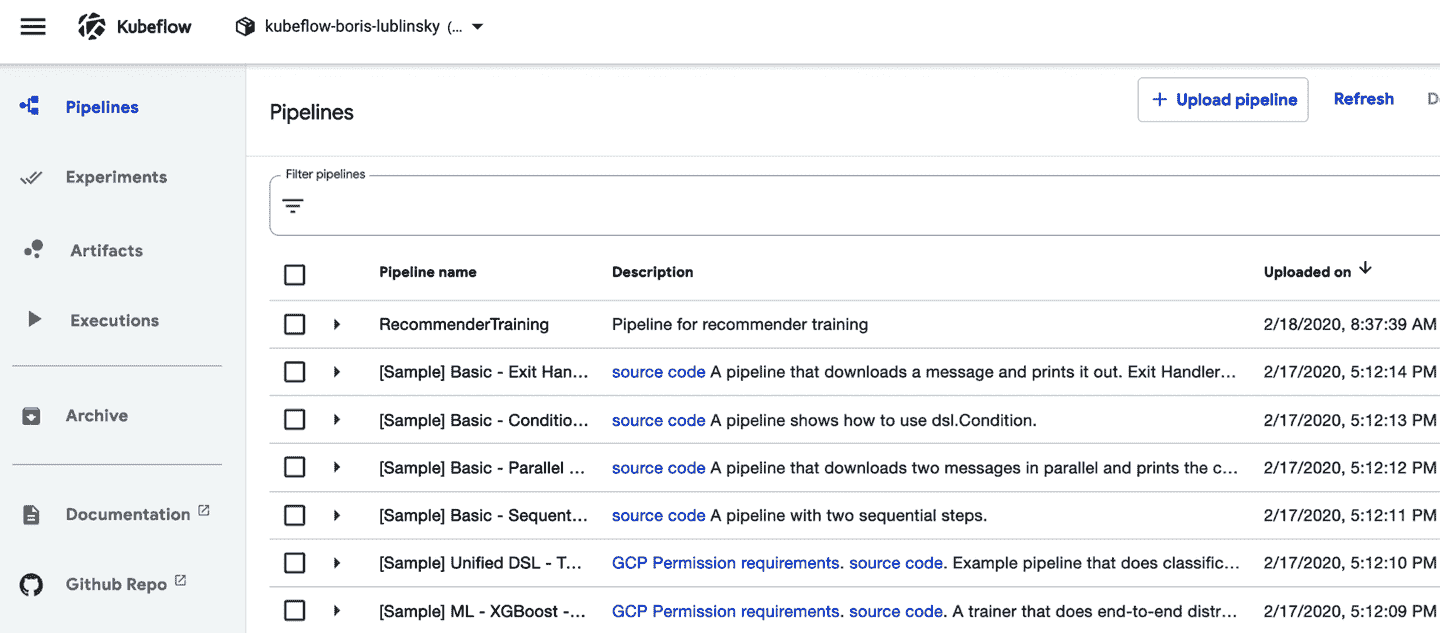 Kubeflow kubeflow-boris-lublinsky (...
Pipelines
Experiments
Artifacts
Executions
Archive
Documentation
Github Repo
Pipelines + Upload pipeline Refresh D
Filter pipelines
Pipeline name Description Uploaded on
RecommenderTraining Pipeline for recommender training 2/18/2020, 8:37:39 AM
[Sample] Basic - Exit Han... source code A pipeline that downloads a message and prints it out. Exit Handler... 2/17/2020, 5:12:14 PM
[Sample] Basic - Conditio... source code A pipeline shows how to use dsl.Condition. 2/17/2020, 5:12:13 PM
[Sample] Basic - Parallel ... source code A pipeline that downloads two messages in parallel and prints the c... 2/17/2020, 5:12:12 PM
[Sample] Basic - Sequent... source code A pipeline with two sequential steps. 2/17/2020, 5:12:11 PM
[Sample] Unified DSL - T... GCP Permission requirements. source code. Example pipeline that does classific... 2/17/2020, 5:12:10 PM
[Sample] ML - XGBoost -... GCP Permission requirements. source code. A trainer that does end-to-end distr... 2/17/2020, 5:12:09 PM